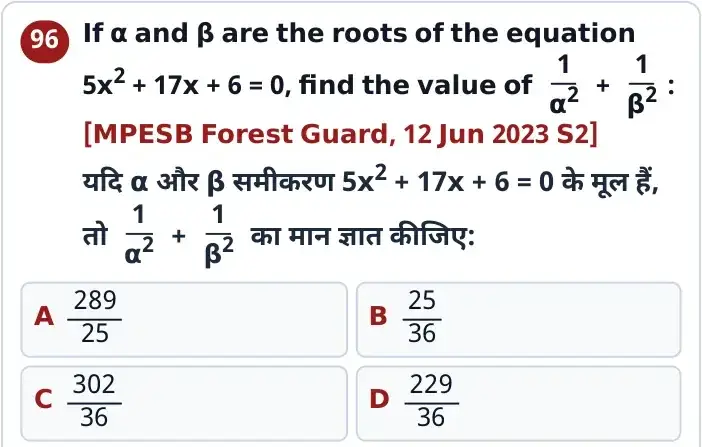 96 If α and β are the roots of the equation
5x² + 17x + 6 = 0, find the value of 1/α² + 1/β² :
[MPESB Forest Guard, 12 Jun 2023 S2]
यदि α और β समीकरण 5x² + 17x + 6 = 0 के मूल हैं,
तो 1/α² + 1/β² का मान ज्ञात कीजिए:
A 289/25
B 25/36
C 302/36
D 229/36